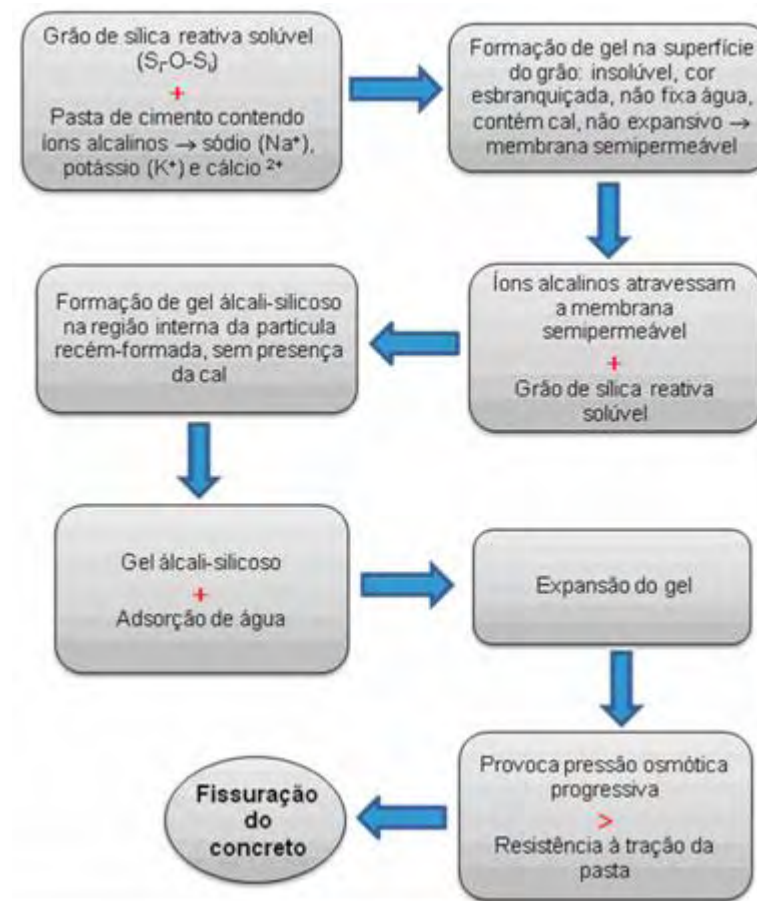 Grão de sílica reativa solúvel
(Si-O-Si)
+
Pasta de cimento contendo
íons alcalinos → sódio (Na⁺),
potássio (K⁺) e cálcio ²⁺
Formação de gel na superfície
do grão: insolúvel, cor
esbranquiçada, não fixa água,
contém cal, não expansivo →
membrana semipermeável
Íons alcalinos atravessam
a membrana
semipermeável
+
Grão de sílica reativa
solúvel
Formação de gel álcali-silicoso
na região interna da partícula
recém-formada, sem presença
da cal
Gel álcali-silicoso
+
Adsorção de água
Expansão do gel
Provoca pressão osmótica
progressiva
>
Resistência à tração da
pasta
Fissuração
do
concreto